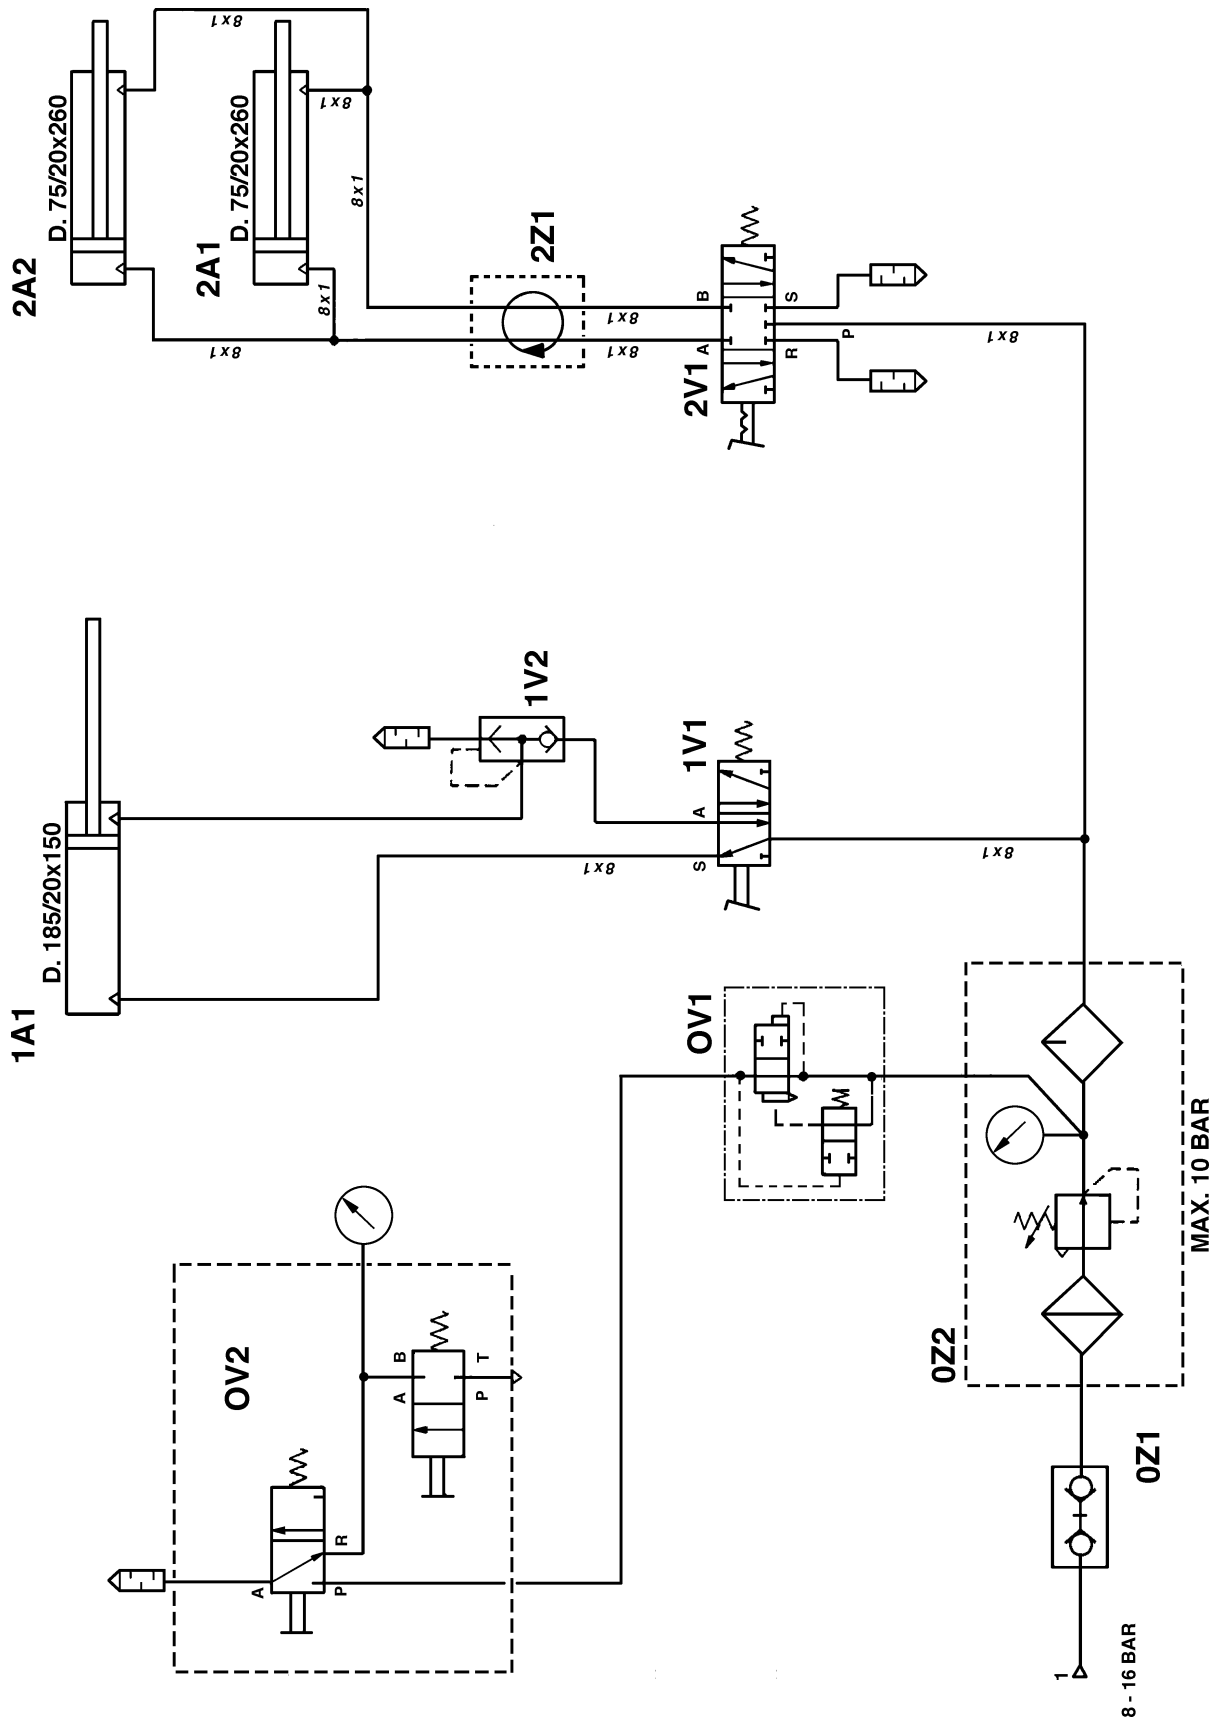 2A2
D. 75/20x260
2A1
D. 75/20x260
8x1
8x1
8x1
8x1
8x1
2Z1
8x1
8x1
2V1
A
B
R
P
S
8x1
1A1
D. 185/20x150
1V2
8x1
1V1
S
A
8x1
OV1
OV2
A
P
R
A
B
P
T
0Z2
MAX. 10 BAR
0Z1
1
8 - 16 BAR